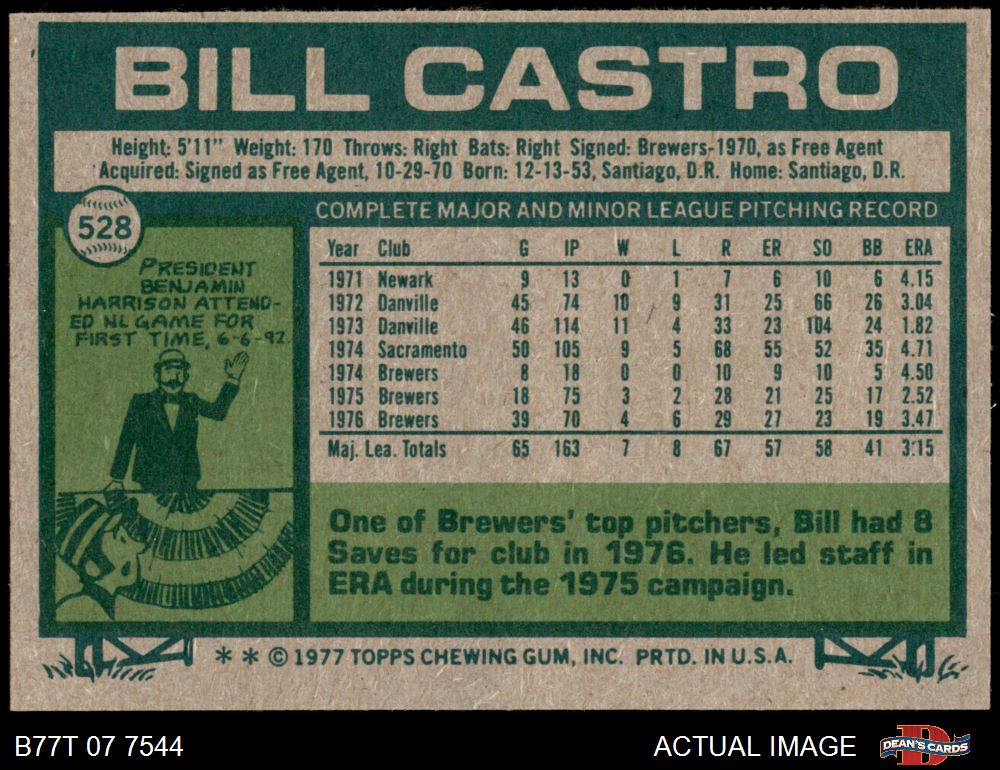 BILL CASTRO
Height: 5'11" Weight: 170 Throws: Right Bats: Right Signed: Brewers-1970, as Free Agent
Acquired: Signed as Free Agent, 10-29-70 Born: 12-13-53, Santiago, D.R. Home: Santiago, D.R.
528
PRESIDENT
BENJAMIN
HARRISON ATTEND-
ED NL GAME FOR
FIRST TIME, 6-6-92.
COMPLETE MAJOR AND MINOR LEAGUE PITCHING RECORD
Year Club G IP W L R ER SO BB ERA
1971 Newark 9 13 0 1 7 6 10 6 4.15
1972 Danville 45 74 10 9 31 25 66 26 3.04
1973 Danville 46 114 11 4 33 23 104 24 1.82
1974 Sacramento 50 105 9 5 68 55 52 35 4.71
1974 Brewers 8 18 0 0 10 9 10 5 4.50
1975 Brewers 18 75 3 2 28 21 25 17 2.52
1976 Brewers 39 70 4 6 29 27 23 19 3.47
Maj. Lea. Totals 65 163 7 8 67 57 58 41 3.15
One of Brewers' top pitchers, Bill had 8
Saves for club in 1976. He led staff in
ERA during the 1975 campaign.
* * © 1977 TOPPS CHEWING GUM, INC. PRTD. IN U.S.A.
B77T 07 7544
ACTUAL IMAGE
D
DEAN'S CARDS